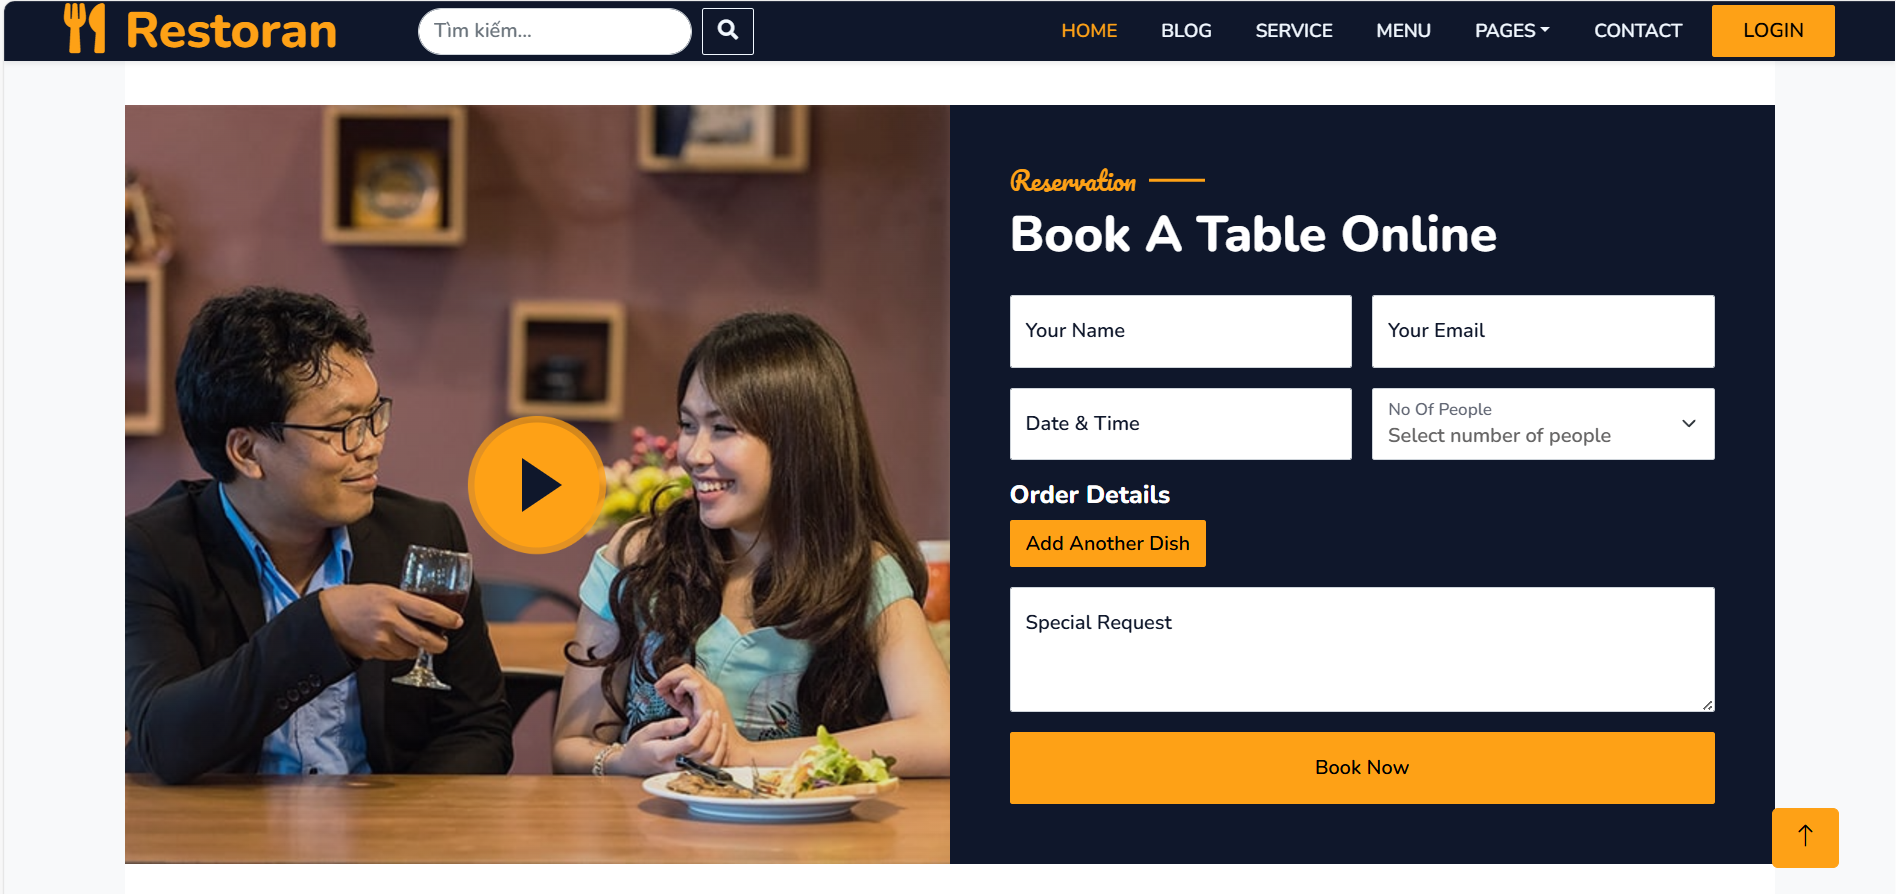 Restoran
Tìm kiếm...
HOME
BLOG
SERVICE
MENU
PAGES
CONTACT
LOGIN
Reservation
Book A Table Online
Your Name
Your Email
Date & Time
No Of People
Select number of people
Order Details
Add Another Dish
Special Request
Book Now